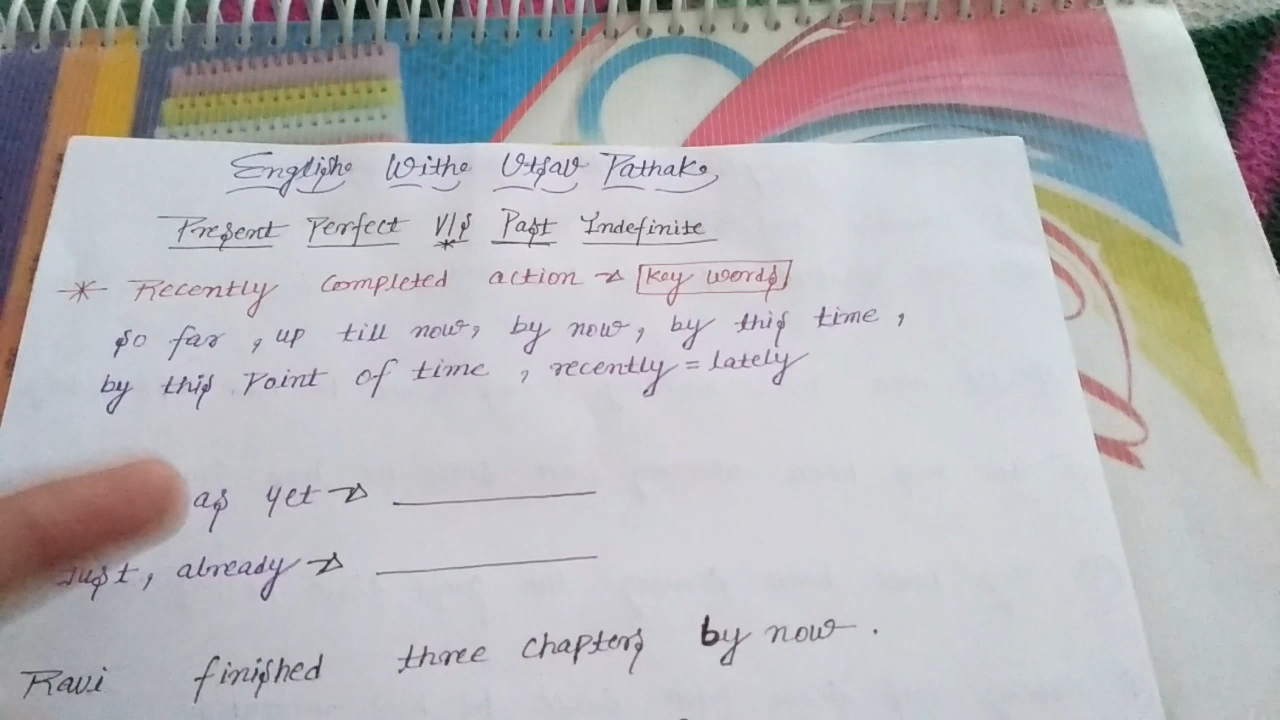 English With Utsav Pathak
Present Perfect V/s Past Indefinite
* Recently completed action → key words
so far, up till now, by now, by this time,
by this point of time, recently = lately
as yet → ________
Just, already → ________
Ravi finished three chapters by now.